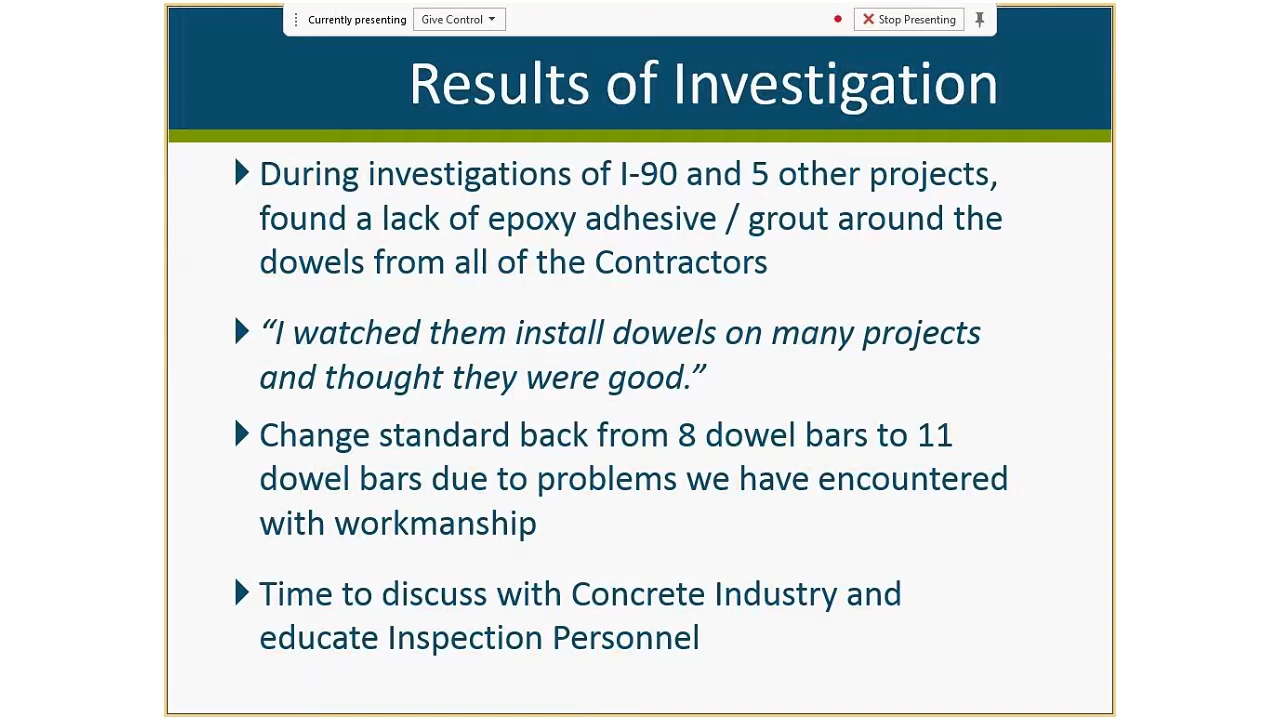 Currently presenting Give Control Stop Presenting
Results of Investigation
During investigations of I-90 and 5 other projects,
found a lack of epoxy adhesive / grout around the
dowels from all of the Contractors
“I watched them install dowels on many projects
and thought they were good.”
Change standard back from 8 dowel bars to 11
dowel bars due to problems we have encountered
with workmanship
Time to discuss with Concrete Industry and
educate Inspection Personnel